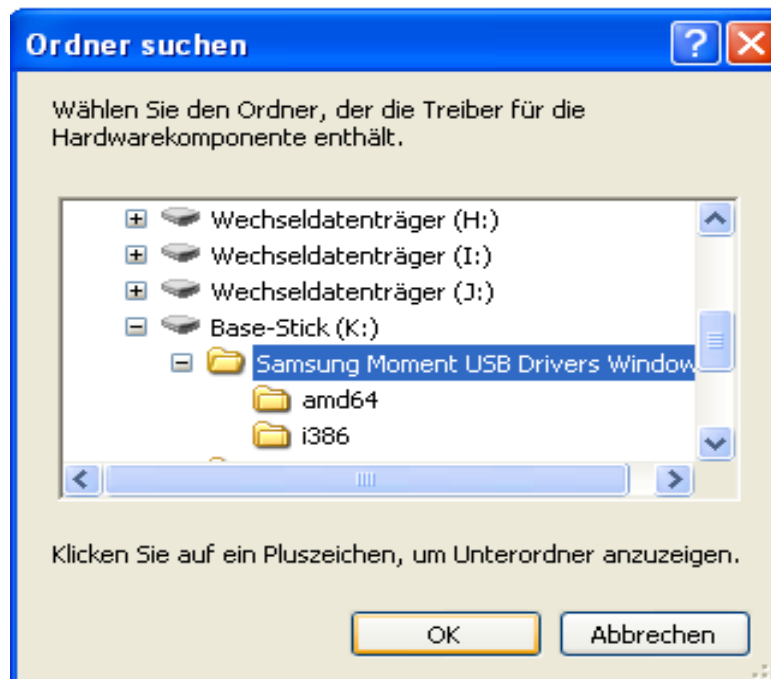 Ordner suchen
Wählen Sie den Ordner, der die Treiber für die
Hardwarekomponente enthält.
Wechseldatenträger (H:)
Wechseldatenträger (I:)
Wechseldatenträger (J:)
Base-Stick (K:)
Samsung Moment USB Drivers Window
amd64
i386
Klicken Sie auf ein Pluszeichen, um Unterordner anzuzeigen.
OK
Abbrechen